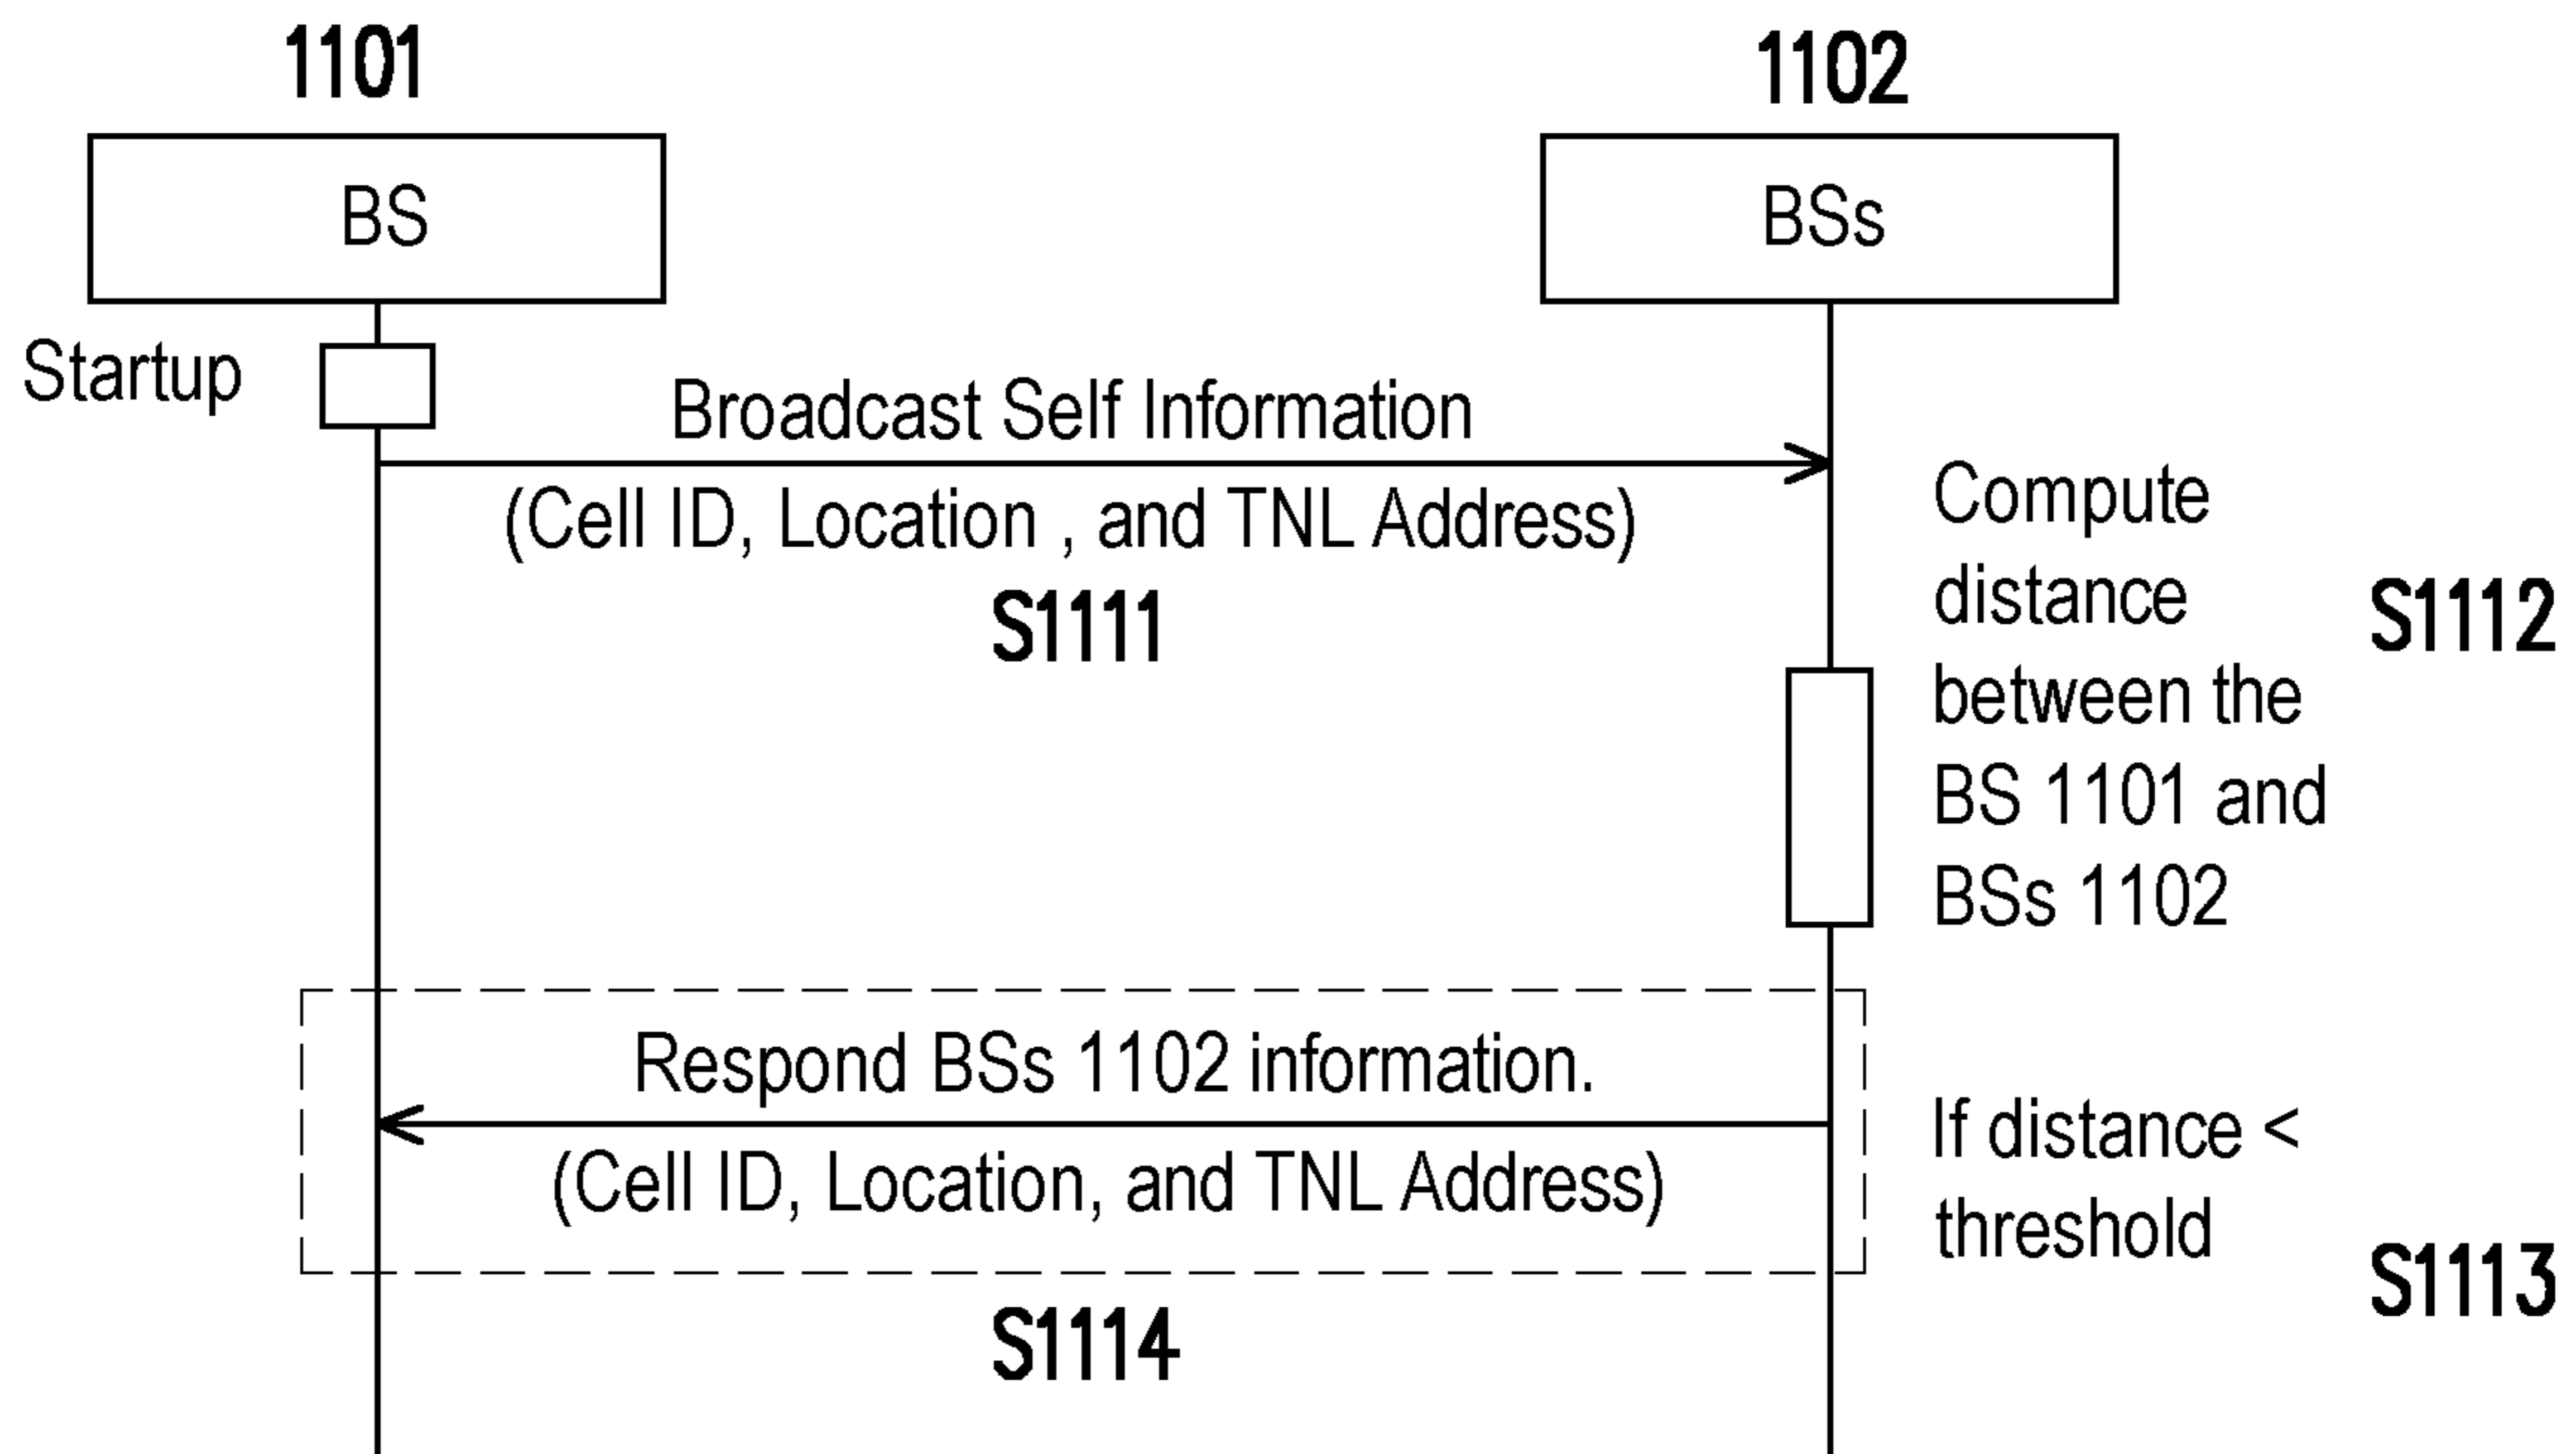 1101
1102
BS
BSs
Startup
Broadcast Self Information
(Cell ID, Location , and TNL Address)
S1111
Compute
distance
between the
BS 1101 and
BSs 1102
S1112
Respond BSs 1102 information.
(Cell ID, Location, and TNL Address)
If distance <
threshold
S1113
S1114